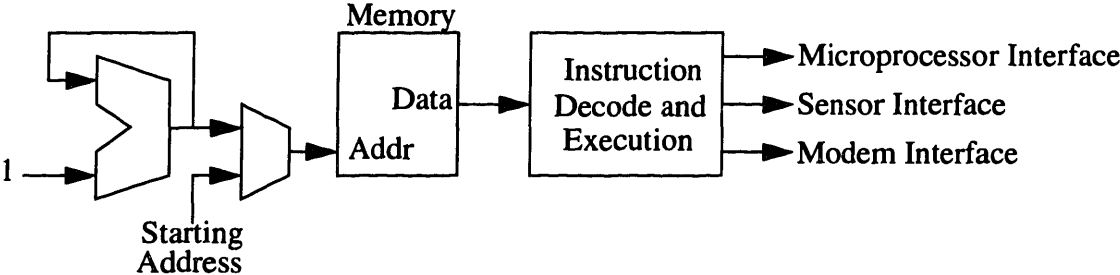 Memory
1
Starting
Address
Addr
Data
Instruction
Decode and
Execution
Microprocessor Interface
Sensor Interface
Modem Interface